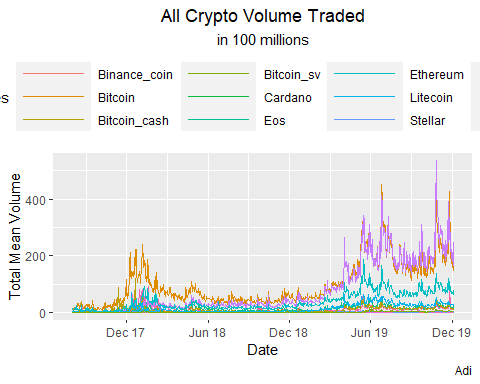 All Crypto Volume Traded
in 100 millions
es
Binance_coin Bitcoin_sv Ethereum
Bitcoin Cardano Litecoin
Bitcoin_cash Eos Stellar
Total Mean Volume
400
200
0
Dec 17 Jun 18 Dec 18 Jun 19 Dec 19
Date
Adi